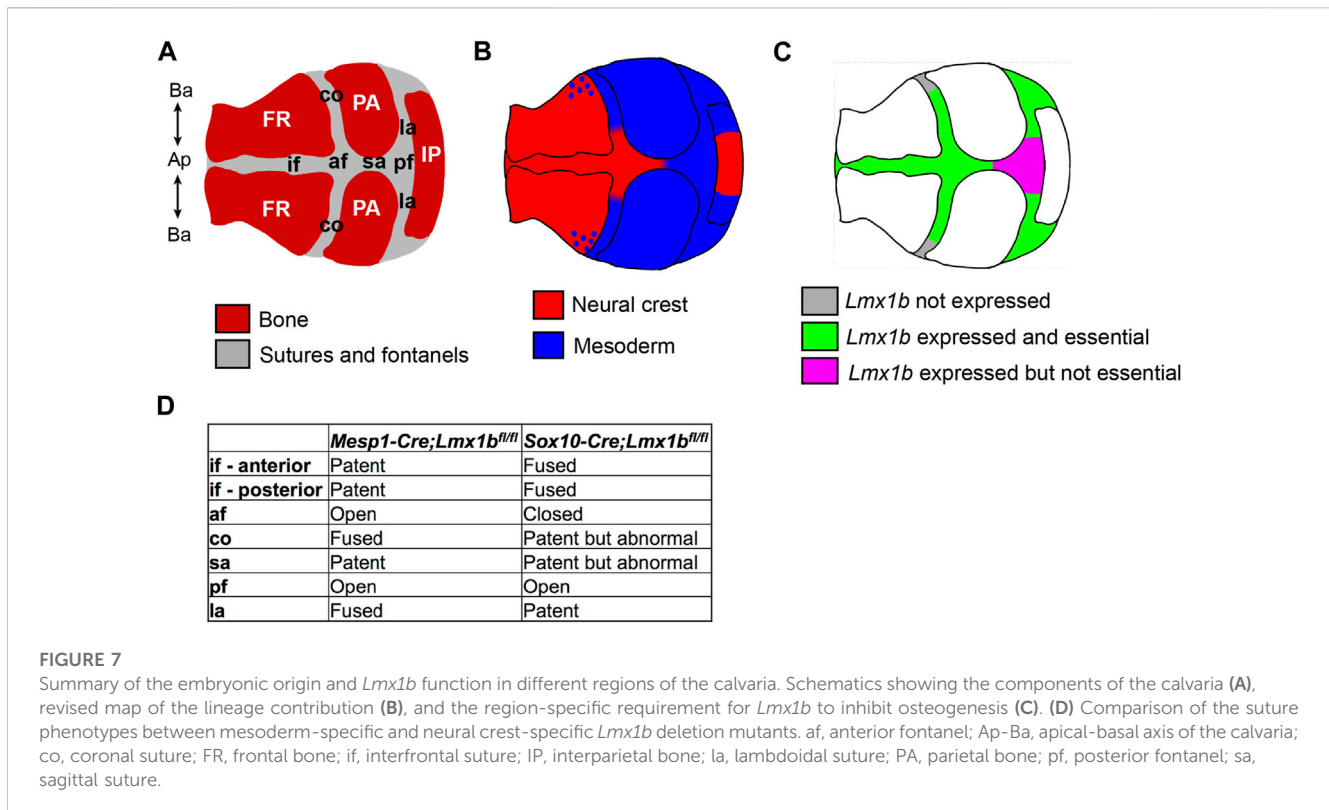 A
B
C
Ba
Ap
Ba
FR
co
PA
la
IP
if
af
sa
pf
FR
co
PA
la
Bone
Sutures and fontanels
Neural crest
Mesoderm
Lmx1b not expressed
Lmx1b expressed and essential
Lmx1b expressed but not essential
D
Mesp1-Cre;Lmx1bfl/fl Sox10-Cre;Lmx1bfl/fl
if - anterior Patent Fused
if - posterior Patent Fused
af Open Closed
co Fused Patent but abnormal
sa Patent Patent but abnormal
pf Open Open
la Fused Patent
FIGURE 7
Summary of the embryonic origin and Lmx1b function in different regions of the calvaria. Schematics showing the components of the calvaria (A),
revised map of the lineage contribution (B), and the region-specific requirement for Lmx1b to inhibit osteogenesis (C). (D) Comparison of the suture
phenotypes between mesoderm-specific and neural crest-specific Lmx1b deletion mutants. af, anterior fontanel; Ap-Ba, apical-basal axis of the calvaria;
co, coronal suture; FR, frontal bone; if, interfrontal suture; IP, interparietal bone; la, lambdoidal suture; PA, parietal bone; pf, posterior fontanel; sa,
sagittal suture.